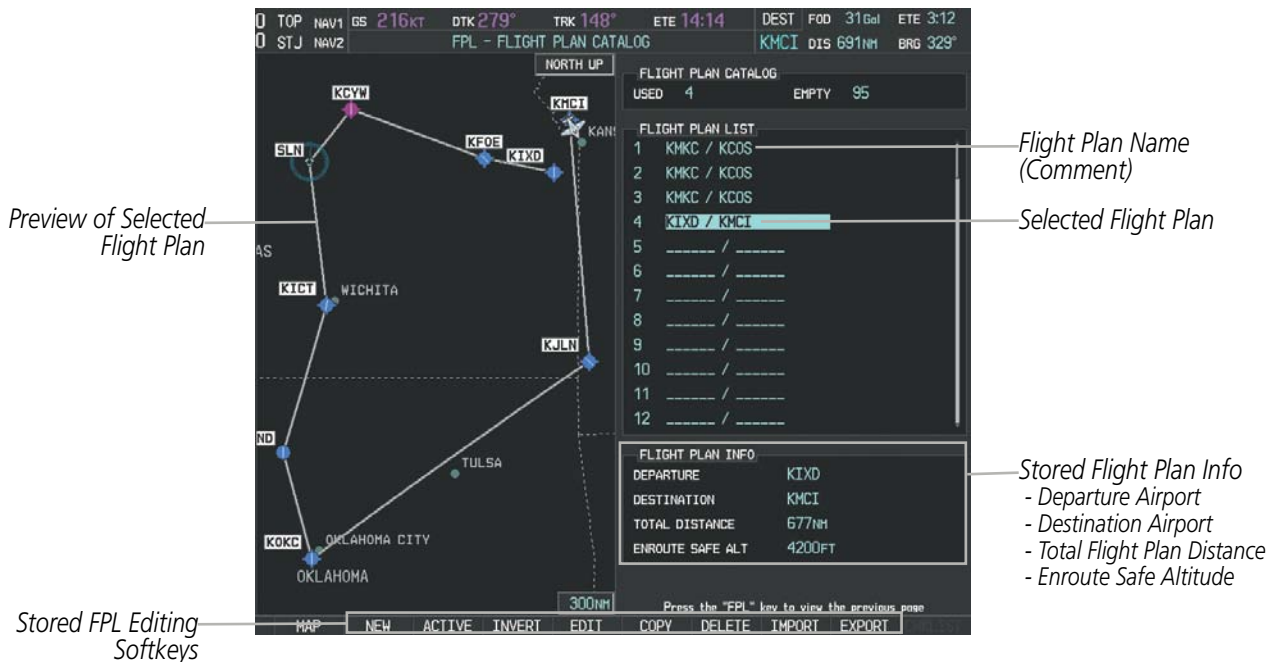 0 TOP NAV1 GS 216KT DTK 279° TRK 148° ETE 14:14 DEST FOD 31Gal ETE 3:12
0 STJ NAV2 FPL - FLIGHT PLAN CATALOG KMCI DIS 691NM BRG 329°
NORTH UP
KCYW
KMCI
KAN
KFOE
KIXD
SLN
AS
KICT
WICHITA
KJLN
ND
TULSA
KOKC
OKLAHOMA CITY
OKLAHOMA
300NM
FLIGHT PLAN CATALOG
USED 4 EMPTY 95
FLIGHT PLAN LIST
1 KMKC / KCOS
2 KMKC / KCOS
3 KMKC / KCOS
4 KIXD / KMCI
5 ______ / ______
6 ______ / ______
7 ______ / ______
8 ______ / ______
9 ______ / ______
10 ______ / ______
11 ______ / ______
12 ______ / ______
FLIGHT PLAN INFO
DEPARTURE KIXD
DESTINATION KMCI
TOTAL DISTANCE 677NM
ENROUTE SAFE ALT 4200FT
Press the "FPL" key to view the previous page
MAP NEW ACTIVE INVERT EDIT COPY DELETE IMPORT EXPORT
Preview of Selected
Flight Plan
Stored FPL Editing
Softkeys
Flight Plan Name
(Comment)
Selected Flight Plan
Stored Flight Plan Info
- Departure Airport
- Destination Airport
- Total Flight Plan Distance
- Enroute Safe Altitude